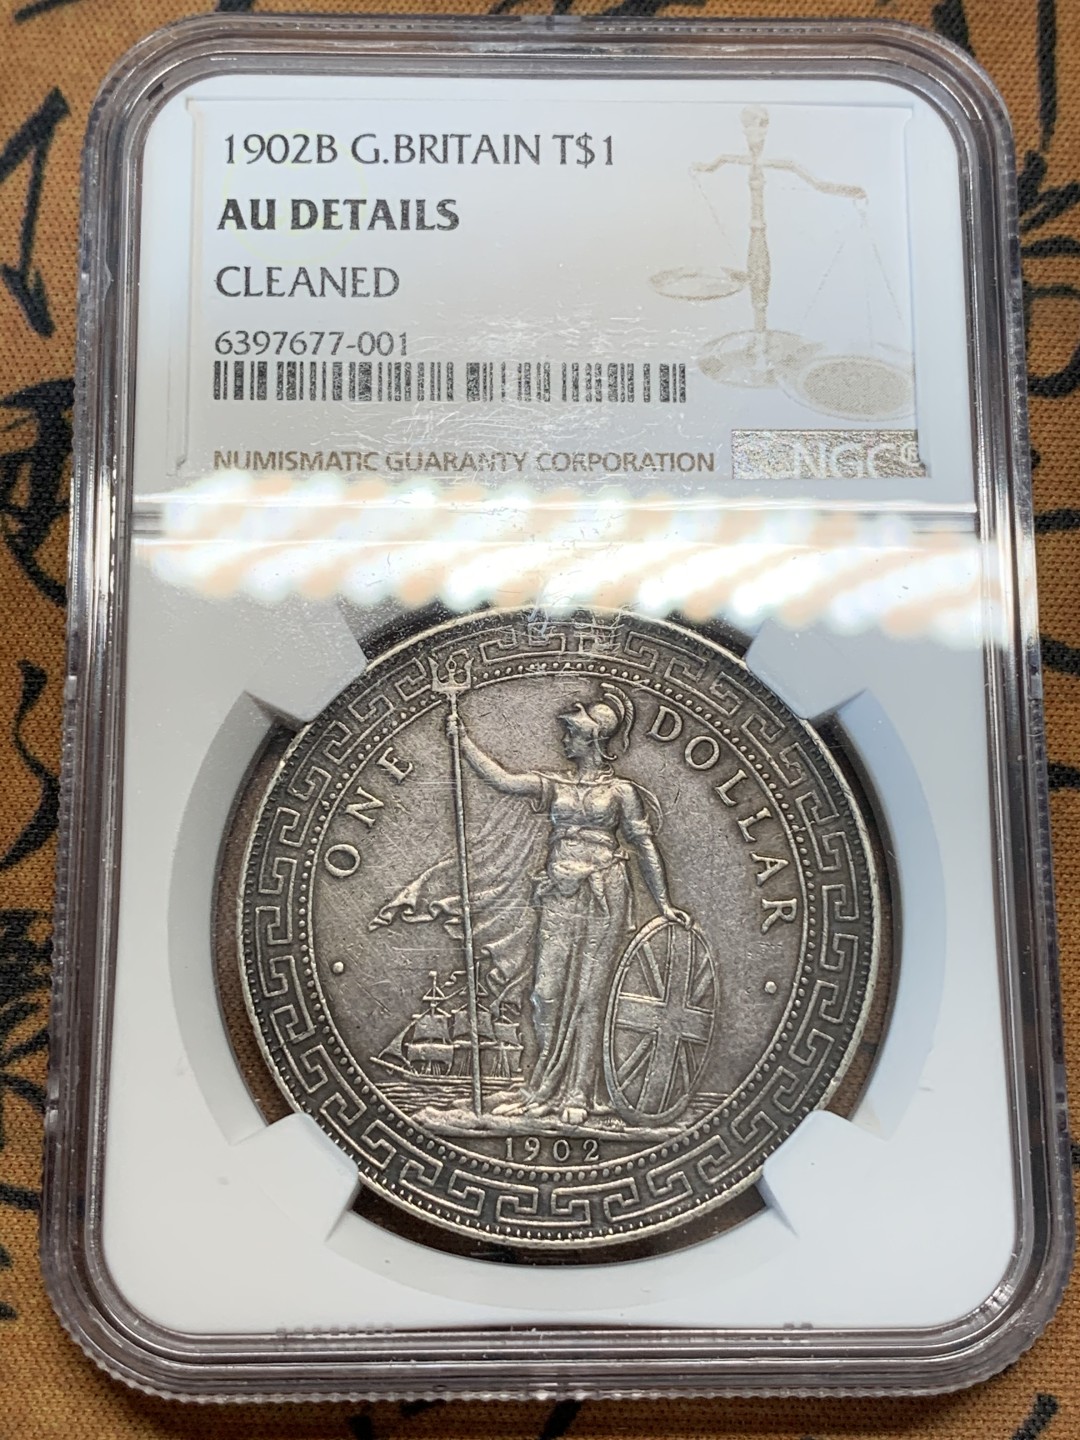 1902B G.BRITAIN T$1
AU DETAILS
CLEANED
6397677-001
NUMISMATIC GUARANTY CORPORATION
NGC
ONE DOLLAR
1902